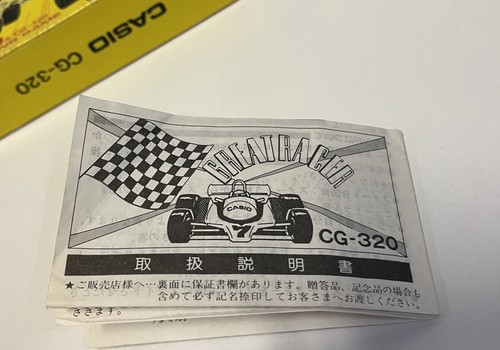 CASIO CG-320
GREAT RACER
CASIO
7
CG-320
取扱説明書
★ご販売店様へ…裏面に保証書欄があります。贈答品、記念品の場合も
含めて必ず記名捺印してお客さまへお渡しください。